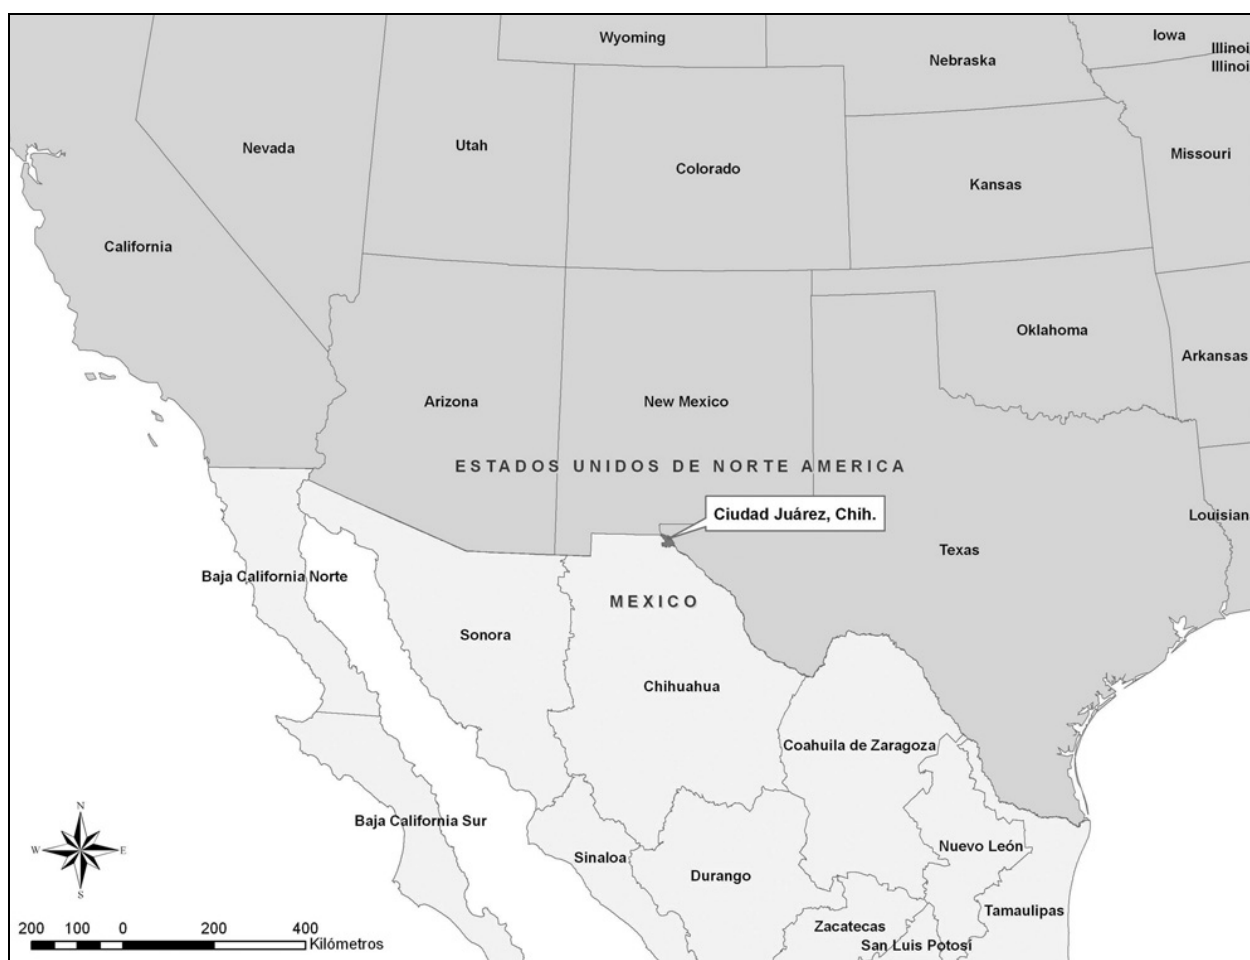 Wyoming
Iowa
Illinoi
Illinoi
Nebraska
Nevada
Utah
Colorado
Missouri
Kansas
California
Oklahoma
Arkansas
Arizona
New Mexico
ESTADOS UNIDOS DE NORTE AMERICA
Ciudad Juárez, Chih.
Louisian
Texas
Baja California Norte
MEXICO
Sonora
Chihuahua
Coahuila de Zaragoza
N
Baja California Sur
W
E
S
Sinaloa
Nuevo León
Durango
Tamaulipas
Zacatecas
San Luis Potosí
200 100 0 200 400
Kilómetros